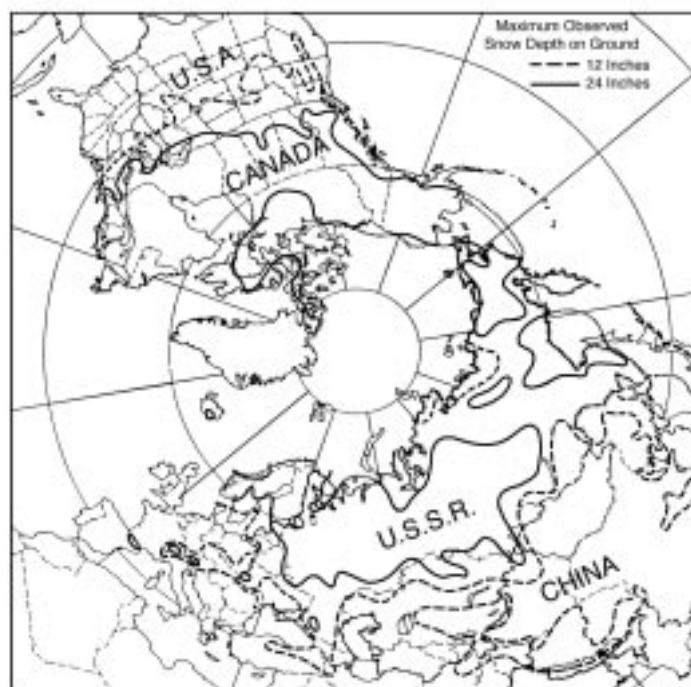 Maximum Observed
Snow Depth on Ground
12 Inches
24 Inches
U.S.A.
CANADA
U.S.S.R.
CHINA